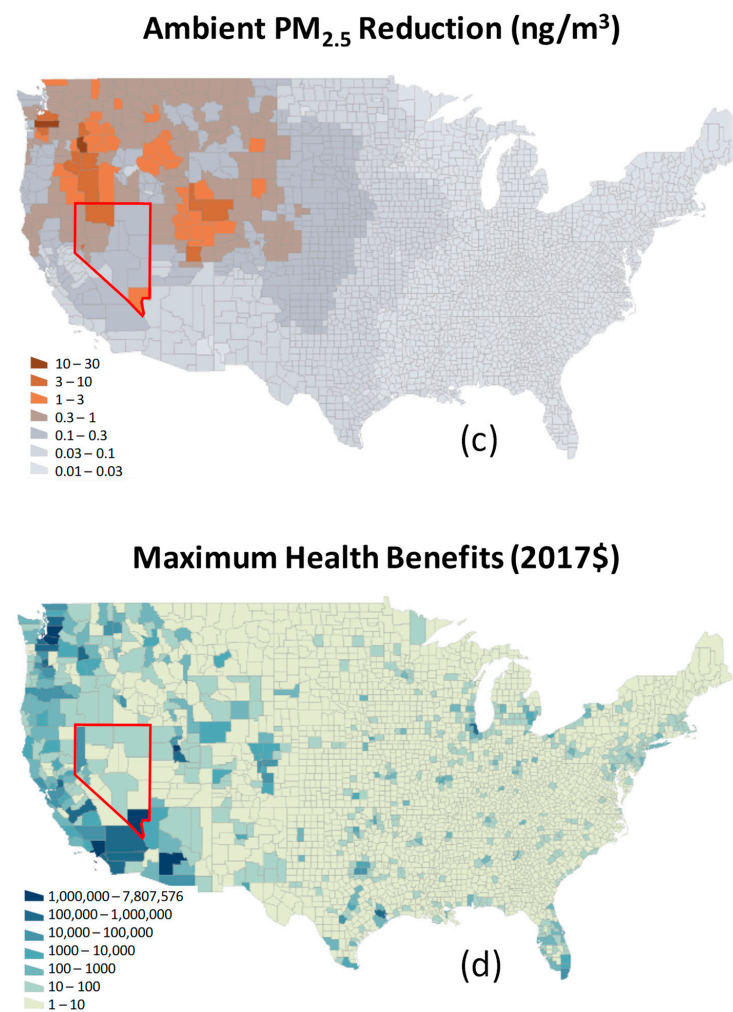 Ambient PM2.5 Reduction (ng/m³)
10 – 30
3 – 10
1 – 3
0.3 – 1
0.1 – 0.3
0.03 – 0.1
0.01 – 0.03
(c)
Maximum Health Benefits (2017$)
1,000,000 – 7,807,576
100,000 – 1,000,000
10,000 – 100,000
1000 – 10,000
100 – 1000
10 – 100
1 – 10
(d)